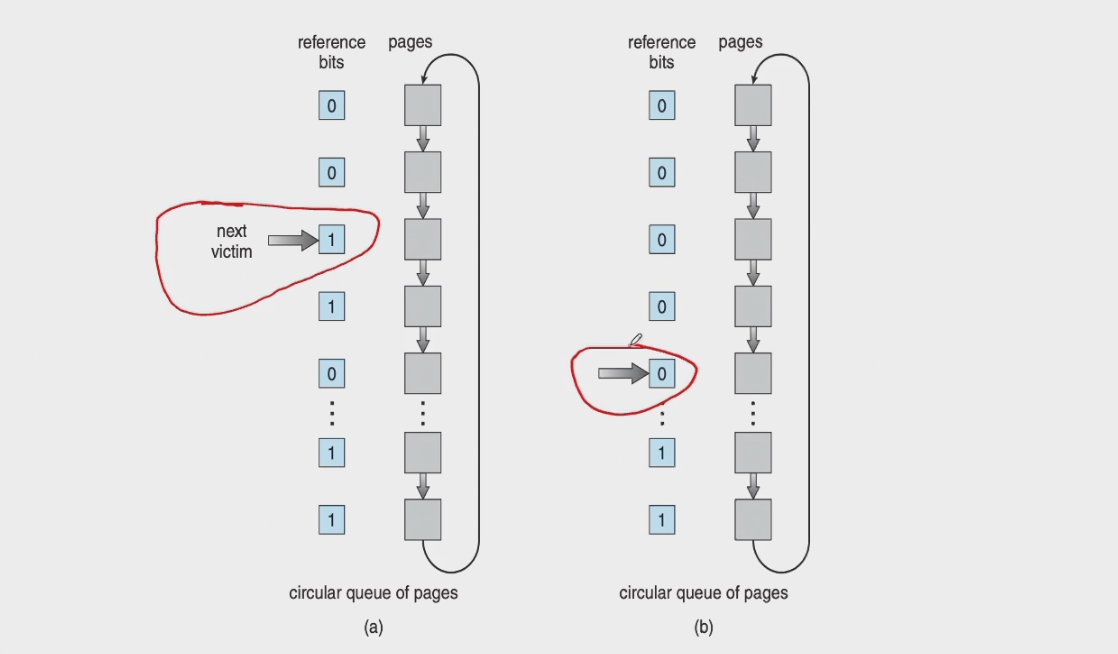 reference
bits
pages
0
0
next
victim
1
1
0
1
1
circular queue of pages
(a)
reference
bits
pages
0
0
0
0
0
1
1
circular queue of pages
(b)